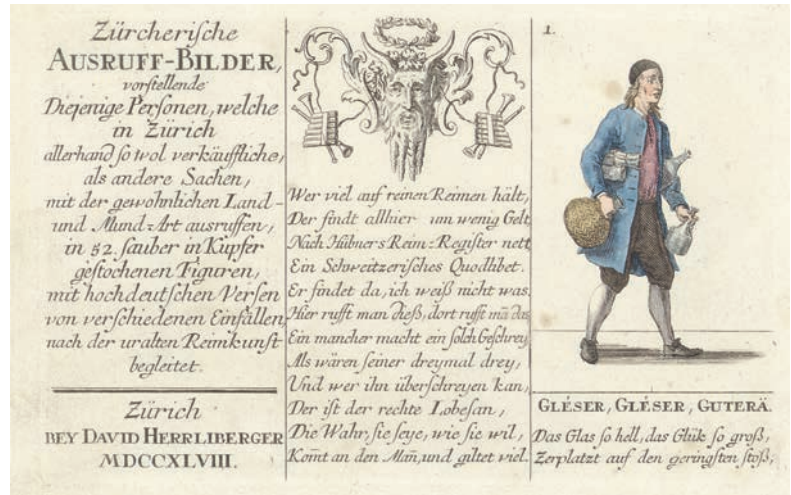 Zürcherische
AUSRUFF-BILDER,
vorstellende
Diejenige Personen, welche
in Zürich
allerhand so wol verkäuffliche,
als andere Sachen,
mit der gewohnlichen Land-
und Mund-Art ausruffen,
in 52. sauber in Kupfer
gestochenen Figuren,
mit hochdeutschen Versen
von verschiedenen Einfällen,
nach der uralten Reimkunst
begleitet.
Zürich
BEY DAVID HERRLIBERGER
MDCCXLVIII.
Wer viel auf reinen Reimen hält,
Der findt allhier um wenig Gelt
Nach Hübners Reim-Register nett
Ein Schweitzerisches Quodlibet.
Er findet da, ich weiß nicht was.
Hier rufft man dieß, dort rufft mā das
Ein mancher macht ein solch Geschrey
Als wären seiner dreymal drey,
Und wer ihn überschreyen kan,
Der ist der rechte Lobesan,
Die Wahr, sie seye, wie sie wil,
Kom̄t an den Mañ, und giltet viel.
1.
GLÉSER, GLÉSER, GUTERÄ.
Das Glas so hell, das Glük so groß,
Zerplatzt auf den geringsten stoß,